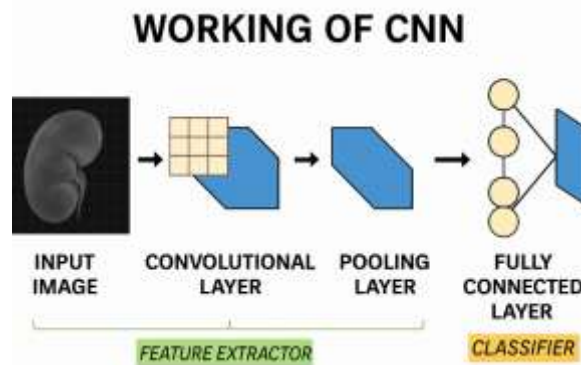 WORKING OF CNN
INPUT
IMAGE
CONVOLUTIONAL
LAYER
POOLING
LAYER
FULLY
CONNECTED
LAYER
FEATURE EXTRACTOR
CLASSIFIER